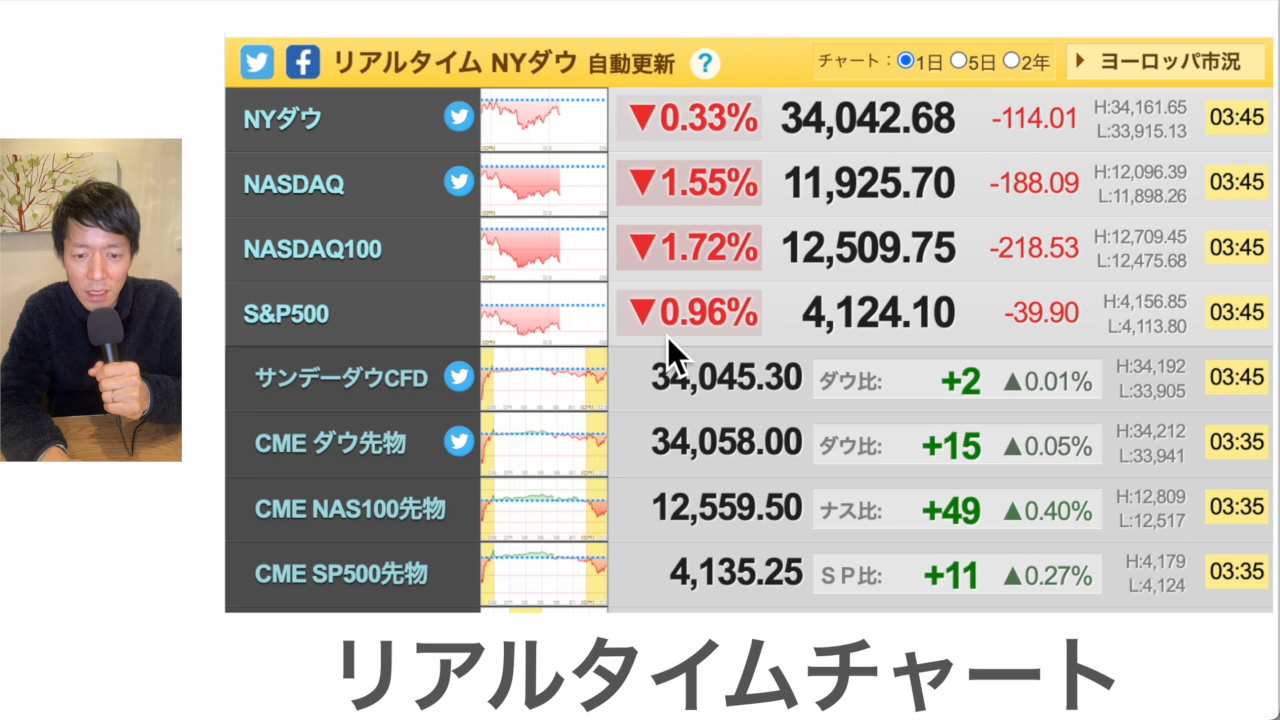 リアルタイム NYダウ 自動更新 ? チャート：1日 5日 2年 ヨーロッパ市況
NYダウ ▼0.33% 34,042.68 -114.01 H:34,161.65 L:33,915.13 03:45
NASDAQ ▼1.55% 11,925.70 -188.09 H:12,096.39 L:11,898.26 03:45
NASDAQ100 ▼1.72% 12,509.75 -218.53 H:12,709.45 L:12,475.68 03:45
S&P500 ▼0.96% 4,124.10 -39.90 H:4,156.85 L:4,113.80 03:45
サンデーダウCFD 34,045.30 ダウ比: +2 ▲0.01% H:34,192 L:33,905 03:45
CME ダウ先物 34,058.00 ダウ比: +15 ▲0.05% H:34,212 L:33,941 03:35
CME NAS100先物 12,559.50 ナス比: +49 ▲0.40% H:12,809 L:12,517 03:35
CME SP500先物 4,135.25 ＳＰ比: +11 ▲0.27% H:4,179 L:4,124 03:35
リアルタイムチャート